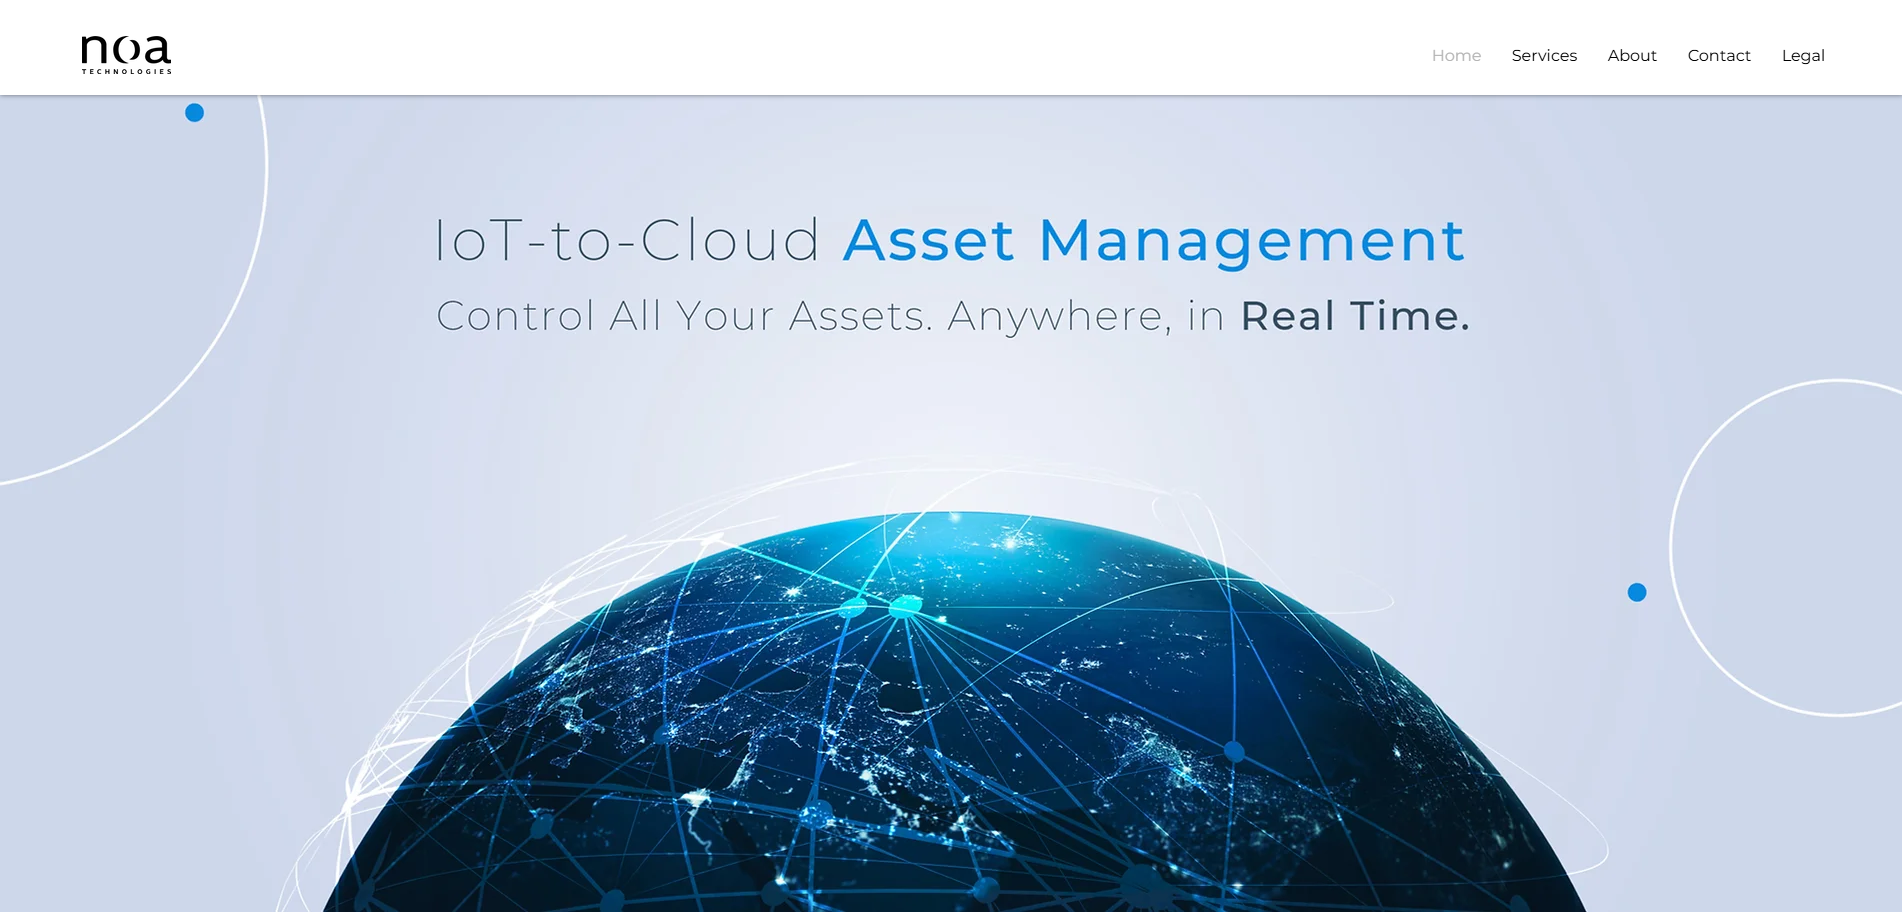 noa
TECHNOLOGIES
Home Services About Contact Legal
IoT-to-Cloud Asset Management
Control All Your Assets. Anywhere, in Real Time.